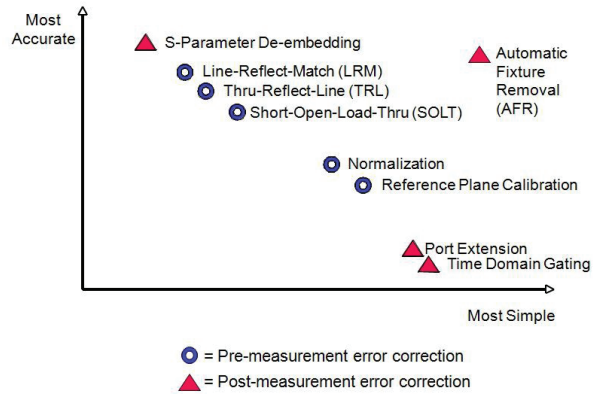 Most
Accurate
S-Parameter De-embedding
Line-Reflect-Match (LRM)
Thru-Reflect-Line (TRL)
Short-Open-Load-Thru (SOLT)
Automatic
Fixture
Removal
(AFR)
Normalization
Reference Plane Calibration
Port Extension
Time Domain Gating
Most Simple
= Pre-measurement error correction
= Post-measurement error correction